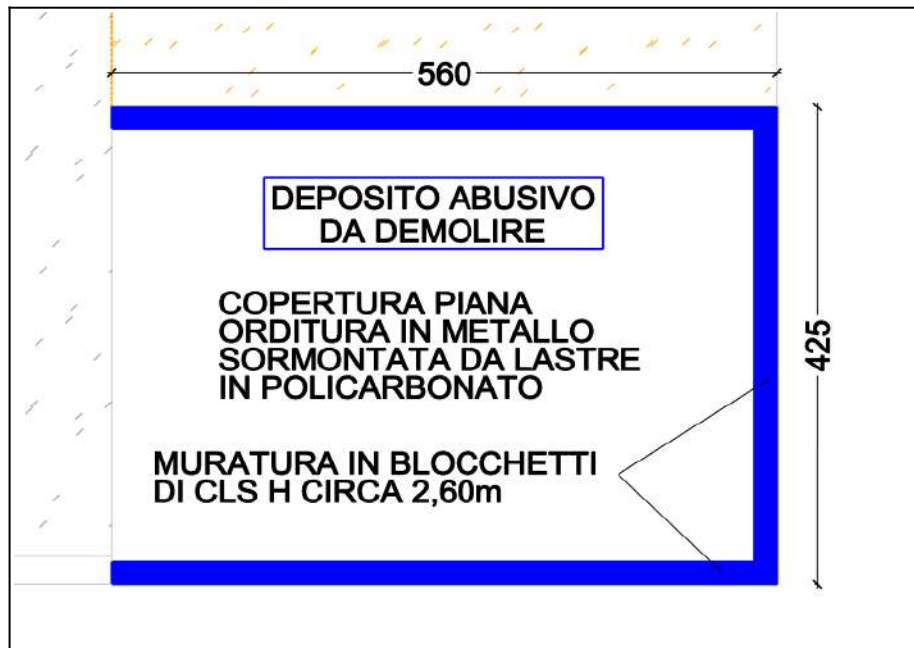 560
DEPOSITO ABUSIVO
DA DEMOLIRE
COPERTURA PIANA
ORDITURA IN METALLO
SORMONTATA DA LASTRE
IN POLICARBONATO
425
MURATURA IN BLOCCHETTI
DI CLS H CIRCA 2,60m